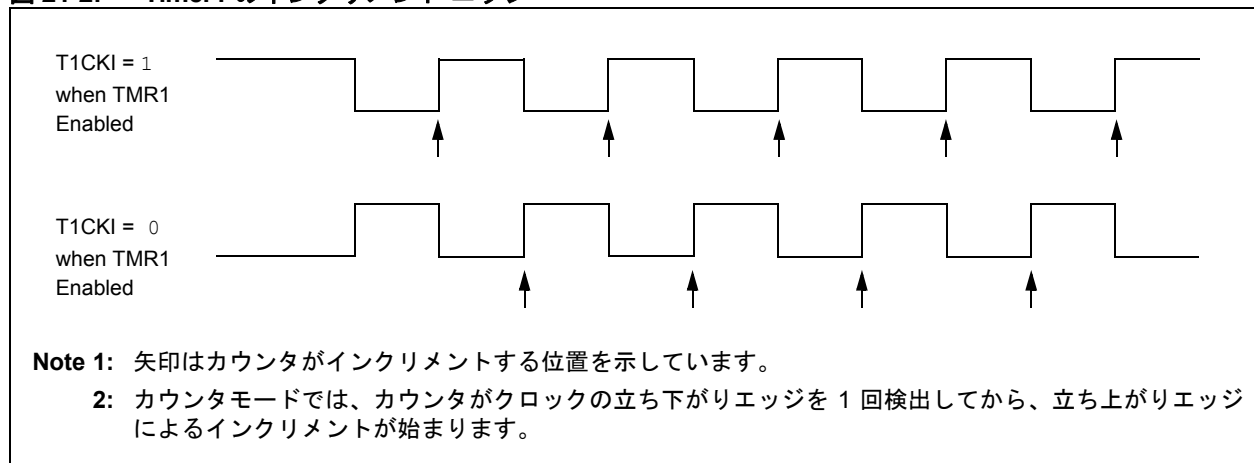 T1CKI = 1
when TMR1
Enabled
T1CKI = 0
when TMR1
Enabled
Note 1: 矢印はカウンタがインクリメントする位置を示しています。
2: カウンタモードでは、カウンタがクロックの立ち下がりエッジを 1 回検出してから、立ち上がりエッジ
によるインクリメントが始まります。